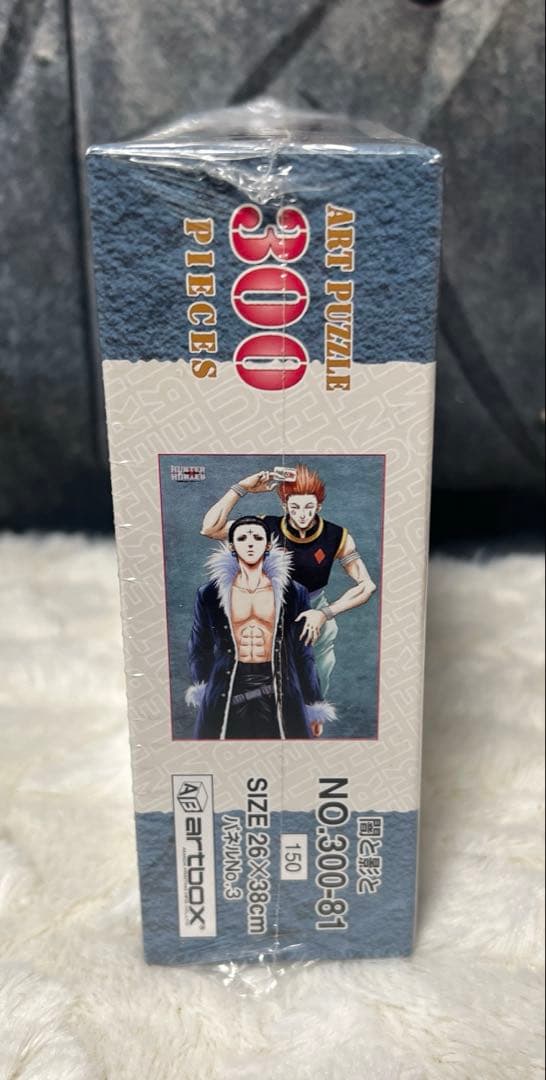 ART PUZZLE
300
PIECES
HUNTER
HUNTER
闇と影と
NO.300-81
150
SIZE 26×38cm
パネルNo.3
artbox